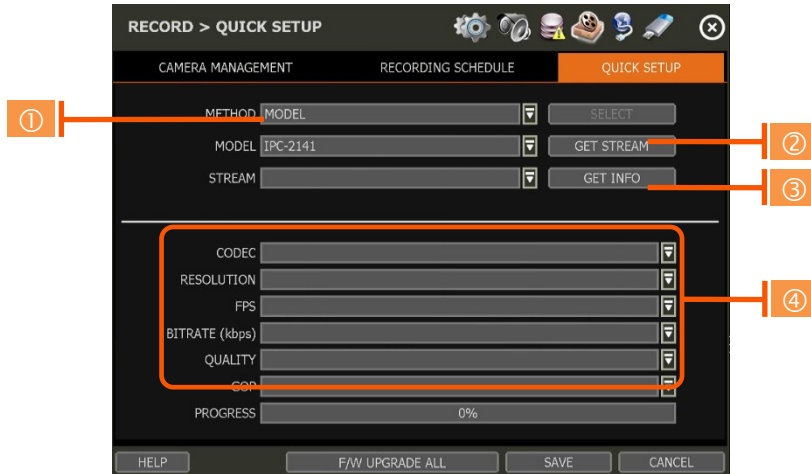 RECORD > QUICK SETUP
CAMERA MANAGEMENT RECORDING SCHEDULE QUICK SETUP
① METHOD MODEL SELECT
MODEL IPC-2141 GET STREAM ②
STREAM GET INFO ③
CODEC
RESOLUTION
FPS ④
BITRATE (kbps)
QUALITY
GOP
PROGRESS 0%
HELP F/W UPGRADE ALL SAVE CANCEL